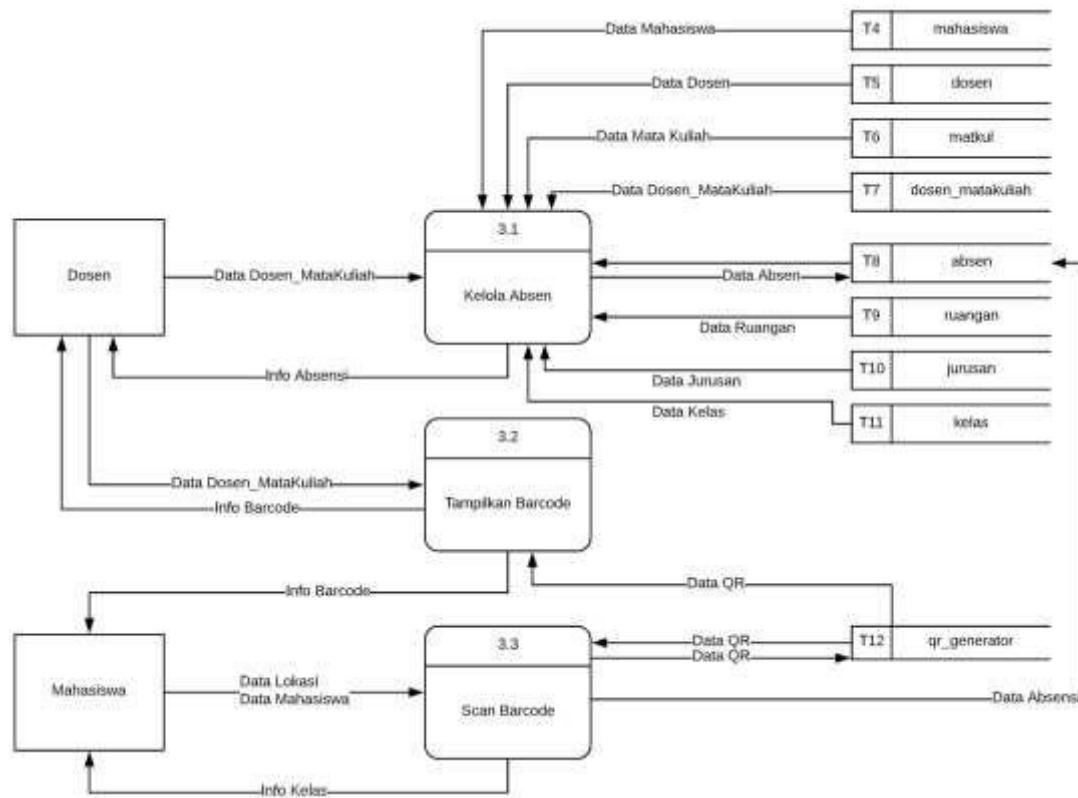 Data Mahasiswa
T4 mahasiswa
Data Dosen
T5 dosen
Data Mata Kuliah
T6 matkul
Data Dosen_MataKuliah
T7 dosen_matakuliah
3.1
Kelola Absen
Dosen
Data Dosen_MataKuliah
Data Absen
T8 absen
Data Ruangan
T9 ruangan
Info Absensi
Data Jurusan
T10 jurusan
Data Kelas
T11 kelas
3.2
Tampilkan Barcode
Data Dosen_MataKuliah
Info Barcode
Info Barcode
Data QR
3.3
Scan Barcode
Data QR
Data QR
T12 qr_generator
Mahasiswa
Data Lokasi
Data Mahasiswa
Data Absensi
Info Kelas